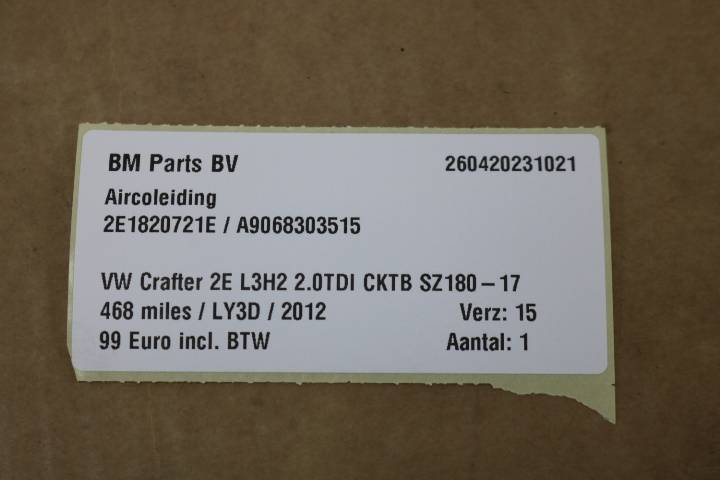 BM Parts BV 260420231021
Aircoleiding
2E1820721E / A9068303515
VW Crafter 2E L3H2 2.0TDI CKTB SZ180 – 17
468 miles / LY3D / 2012 Verz: 15
99 Euro incl. BTW Aantal: 1